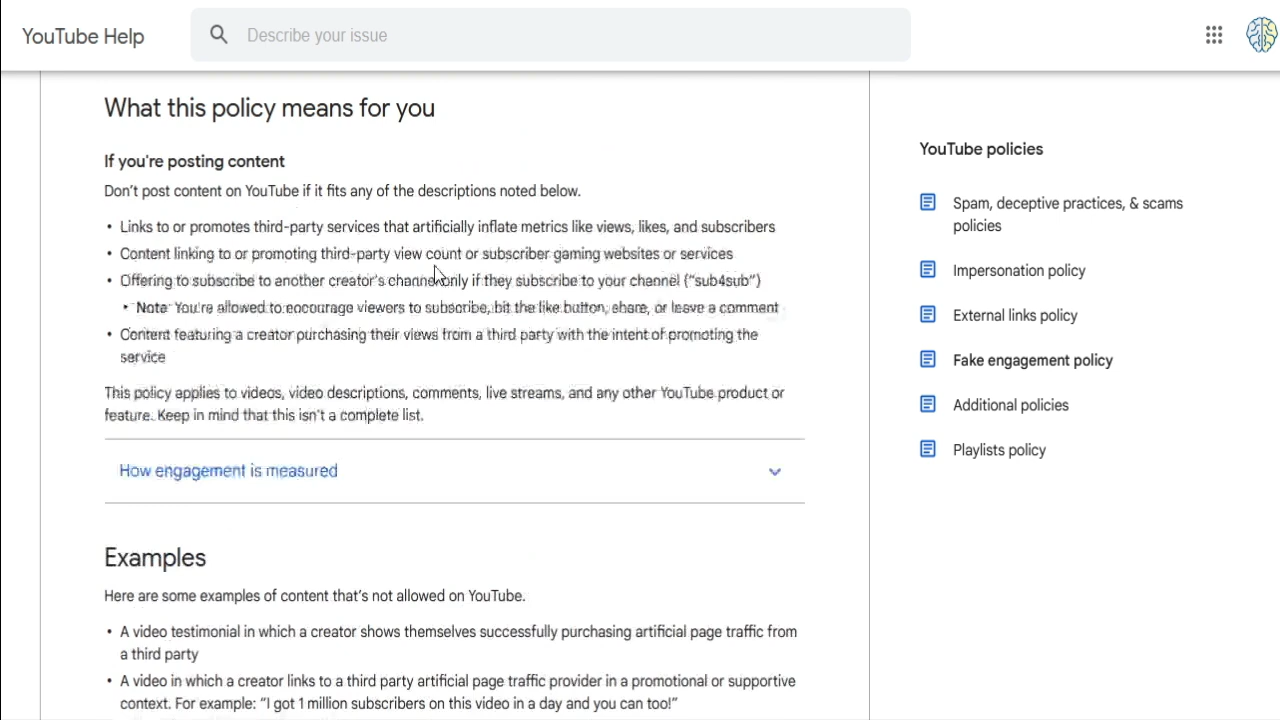 YouTube Help
Describe your issue
What this policy means for you
If you're posting content
Don't post content on YouTube if it fits any of the descriptions noted below.
• Links to or promotes third-party services that artificially inflate metrics like views, likes, and subscribers
• Content linking to or promoting third-party view count or subscriber gaming websites or services
• Offering to subscribe to another creator's channel only if they subscribe to your channel ("sub4sub")
‣ Note: You're allowed to encourage viewers to subscribe, hit the like button, share, or leave a comment
• Content featuring a creator purchasing their views from a third party with the intent of promoting the
service
This policy applies to videos, video descriptions, comments, live streams, and any other YouTube product or
feature. Keep in mind that this isn't a complete list.
How engagement is measured
Examples
Here are some examples of content that's not allowed on YouTube.
• A video testimonial in which a creator shows themselves successfully purchasing artificial page traffic from
a third party
• A video in which a creator links to a third party artificial page traffic provider in a promotional or supportive
context. For example: "I got 1 million subscribers on this video in a day and you can too!"
YouTube policies
Spam, deceptive practices, & scams
policies
Impersonation policy
External links policy
Fake engagement policy
Additional policies
Playlists policy